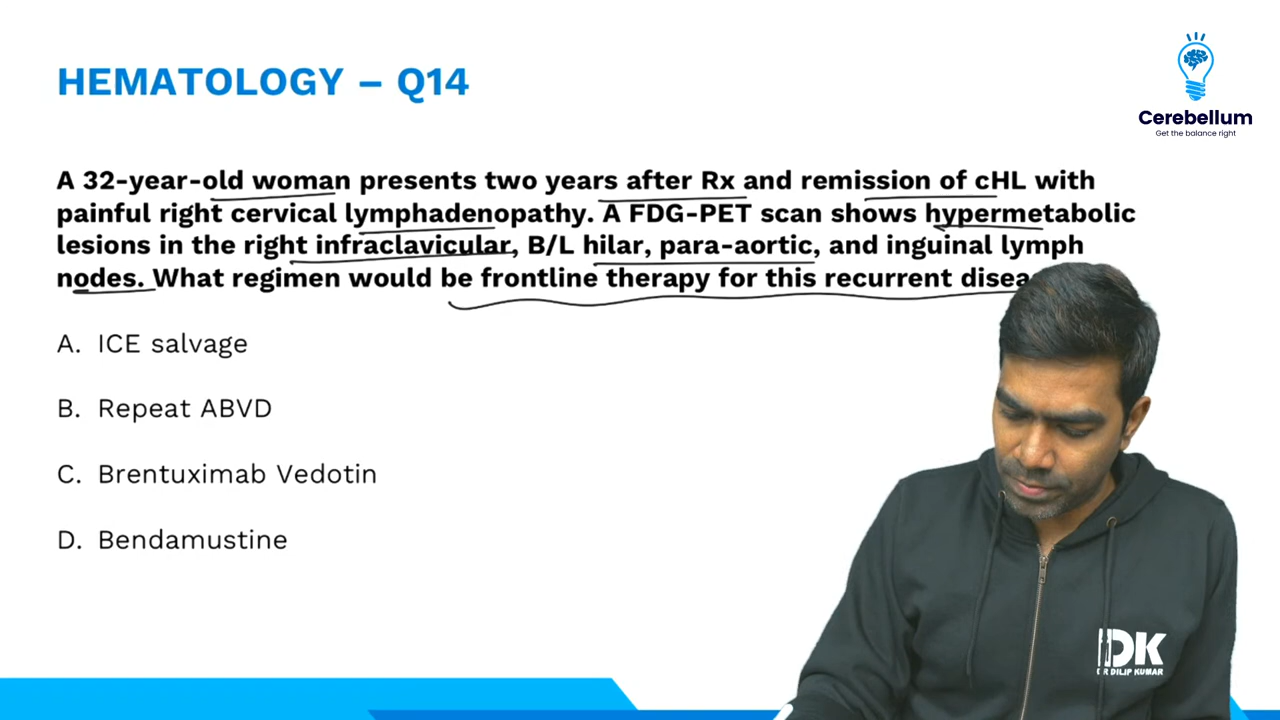 HEMATOLOGY – Q14
Cerebellum
Get the balance right
A 32-year-old woman presents two years after Rx and remission of cHL with
painful right cervical lymphadenopathy. A FDG-PET scan shows hypermetabolic
lesions in the right infraclavicular, B/L hilar, para-aortic, and inguinal lymph
nodes. What regimen would be frontline therapy for this recurrent
A. ICE salvage
B. Repeat ABVD
C. Brentuximab Vedotin
D. Bendamustine
DK
DR DILIP KUMAR